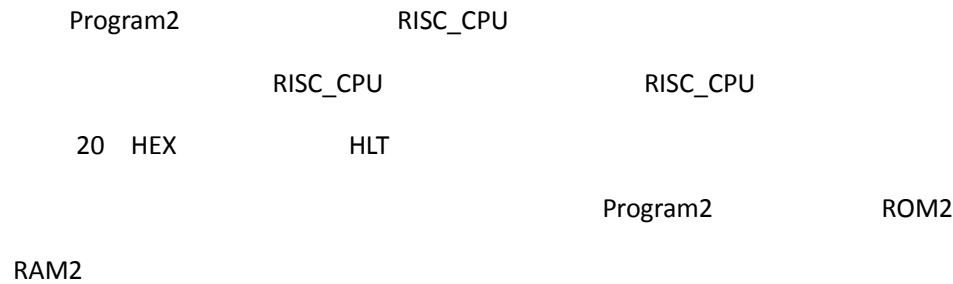 Program2 RISC_CPU
RISC_CPU RISC_CPU
20 HEX HLT
Program2 ROM2
RAM2